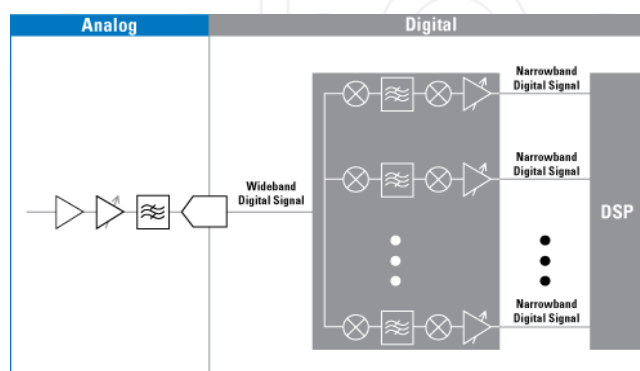 Analog
Digital
Narrowband
Digital Signal
Wideband
Digital Signal
Narrowband
Digital Signal
DSP
Narrowband
Digital Signal